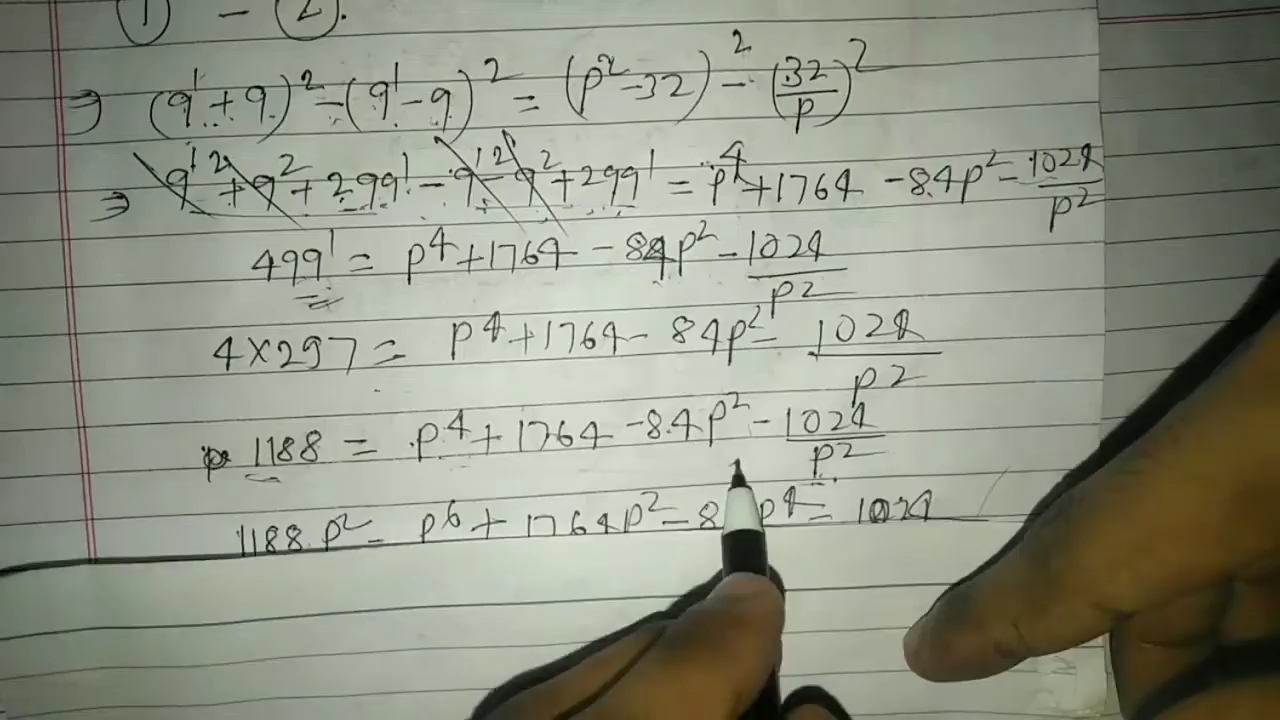 ① - ②.
⇒ (q' + q)² - (q' - q)² = (p² - 32)² - (32/p)²
⇒ q'² + q² + 2qq' - q'² - q² + 2qq' = p⁴ + 1764 - 84p² - 1024/p²
4qq' = p⁴ + 1764 - 84p² - 1024/p²
4×297 = p⁴ + 1764 - 84p² - 1024/p²
1188 = p⁴ + 1764 - 84p² - 1024/p²
1188p² = p⁶ + 1764p² - 8 p⁴ - 1024